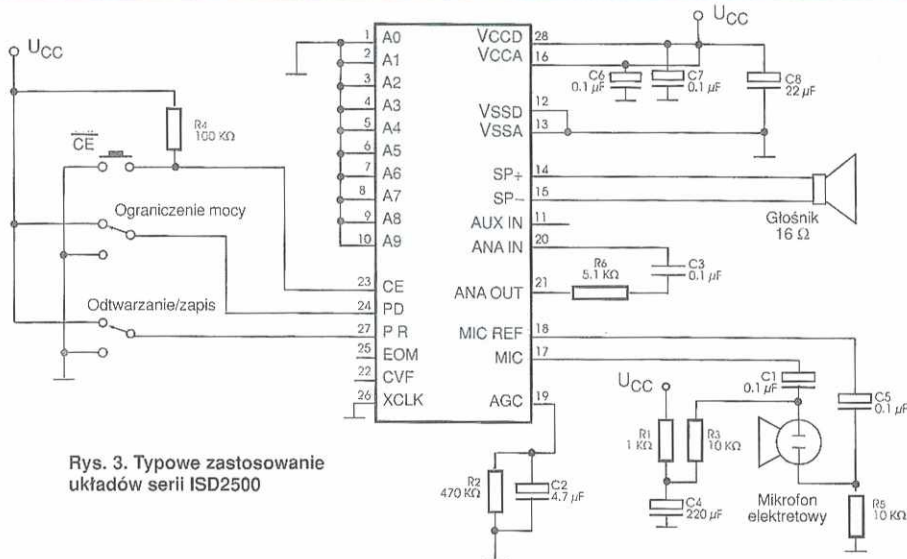 UCC
R4
100 KΩ
CE
Ograniczenie mocy
Odtwarzanie/zapis
1 A0
2 A1
3 A2
4 A3
5 A4
6 A5
7 A6
8 A7
9 A8
10 A9
23 CE
24 PD
27 P R
25 EOM
22 CVF
26 XCLK
VCCD 28
VCCA 16
VSSD 12
VSSA 13
SP+ 14
SP− 15
AUX IN 11
ANA IN 20
ANA OUT 21
MIC REF 18
MIC 17
AGC 19
UCC
C6
0.1 µF
C7
0.1 µF
C8
22 µF
Głośnik
16 Ω
R6
5.1 KΩ
C3
0.1 µF
UCC
C1
0.1 µF
C5
0.1 µF
R1
1 KΩ
R3
10 KΩ
C4
220 µF
Mikrofon
elektretowy
R5
10 KΩ
R2
470 KΩ
C2
4.7 µF
Rys. 3. Typowe zastosowanie
układów serii ISD2500